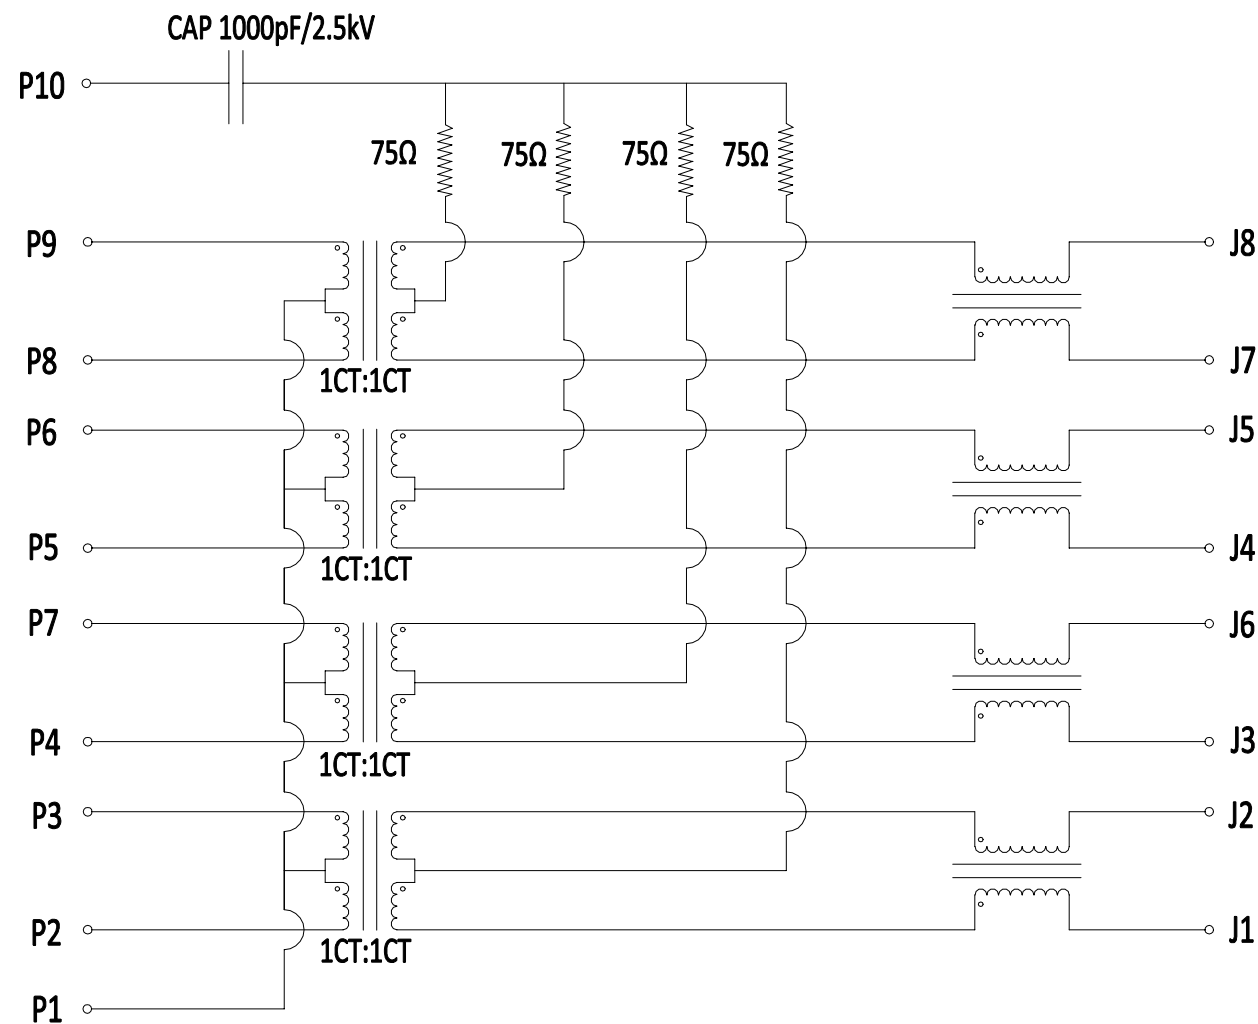 CAP 1000pF/2.5kV
P10
75Ω 75Ω 75Ω 75Ω
P9 J8
P8 J7
1CT:1CT
P6 J5
P5 J4
1CT:1CT
P7 J6
P4 J3
1CT:1CT
P3 J2
P2 J1
1CT:1CT
P1